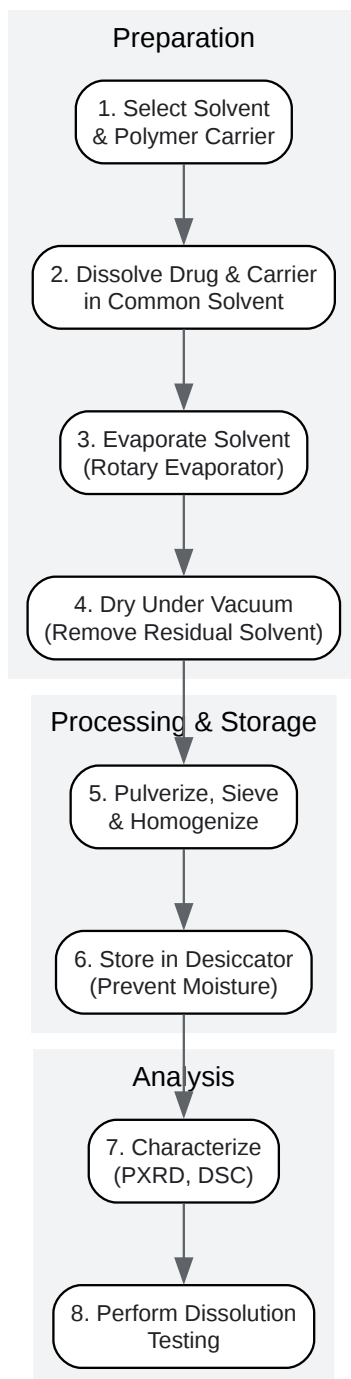 Preparation
1. Select Solvent
& Polymer Carrier
2. Dissolve Drug & Carrier
in Common Solvent
3. Evaporate Solvent
(Rotary Evaporator)
4. Dry Under Vacuum
(Remove Residual Solvent)
Processing & Storage
5. Pulverize, Sieve
& Homogenize
6. Store in Desiccator
(Prevent Moisture)
Analysis
7. Characterize
(PXRD, DSC)
8. Perform Dissolution
Testing